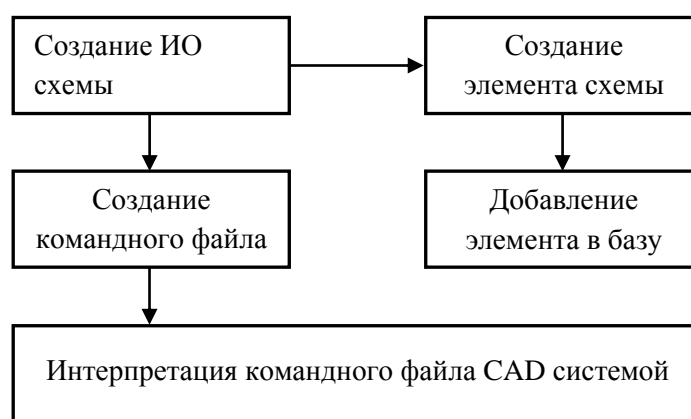 Создание ИО
схемы
Создание
элемента схемы
Создание
командного файла
Добавление
элемента в базу
Интерпретация командного файла CAD системой